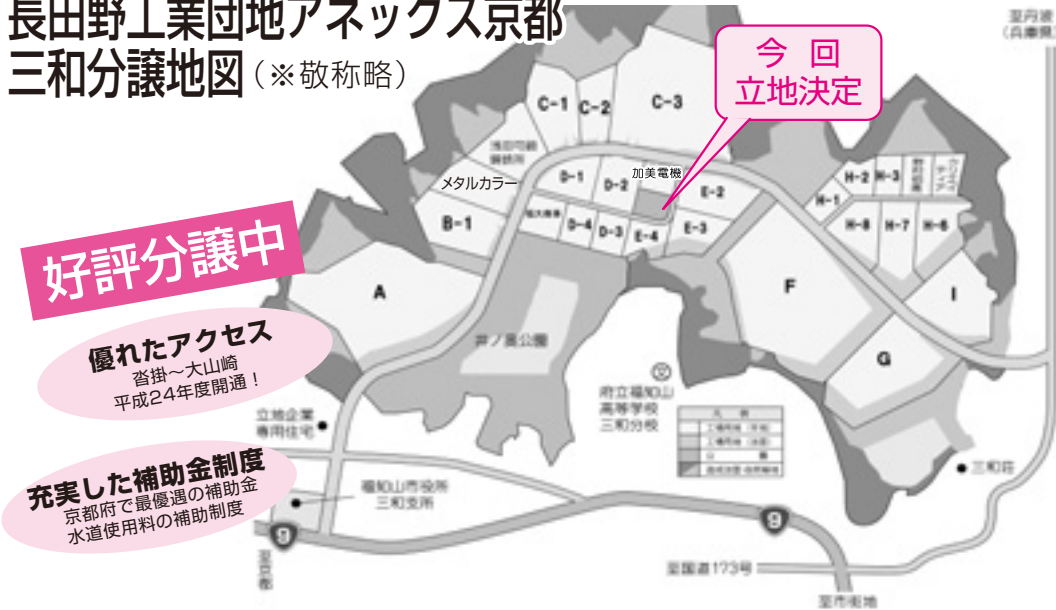 長田野工業団地アネックス京都
三和分譲地図(※敬称略)
至丹波
(兵庫県)
今回
立地決定
C-1
C-2
C-3
メタルカラー
D-1
D-2
加美電機
E-2
H-2
H-3
H-1
B-1
D-4
D-3
E-4
E-3
H-8
H-7
H-6
好評分譲中
A
F
I
G
優れたアクセス
沓掛〜大山崎
平成24年度開通!
井ノ奥公園
府立福知山
高等学校
三和分校
凡例
立地企業
専用住宅
三和荘
充実した補助金制度
京都府で最優遇の補助金
水道使用料の補助制度
福知山市役所
三和支所
9
9
至京都
至国道173号
至市街地